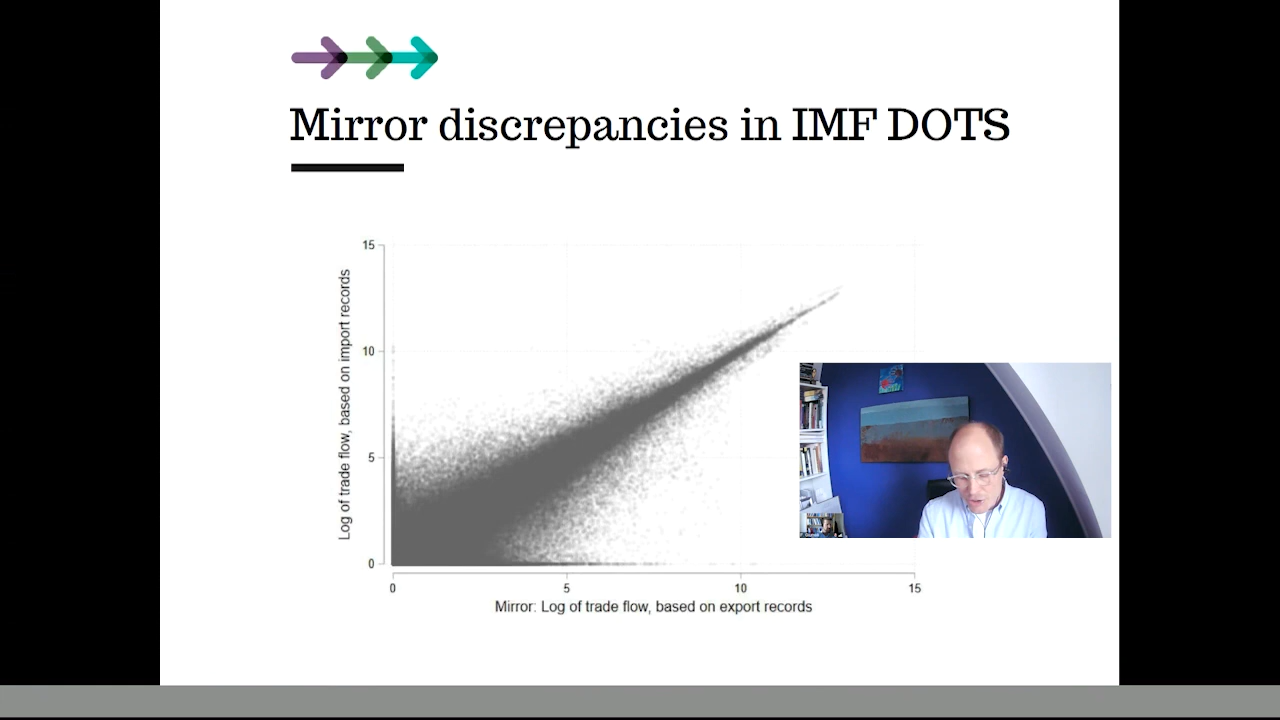 Mirror discrepancies in IMF DOTS
15
10
5
0
Log of trade flow, based on import records
0 5 10 15
Mirror: Log of trade flow, based on export records